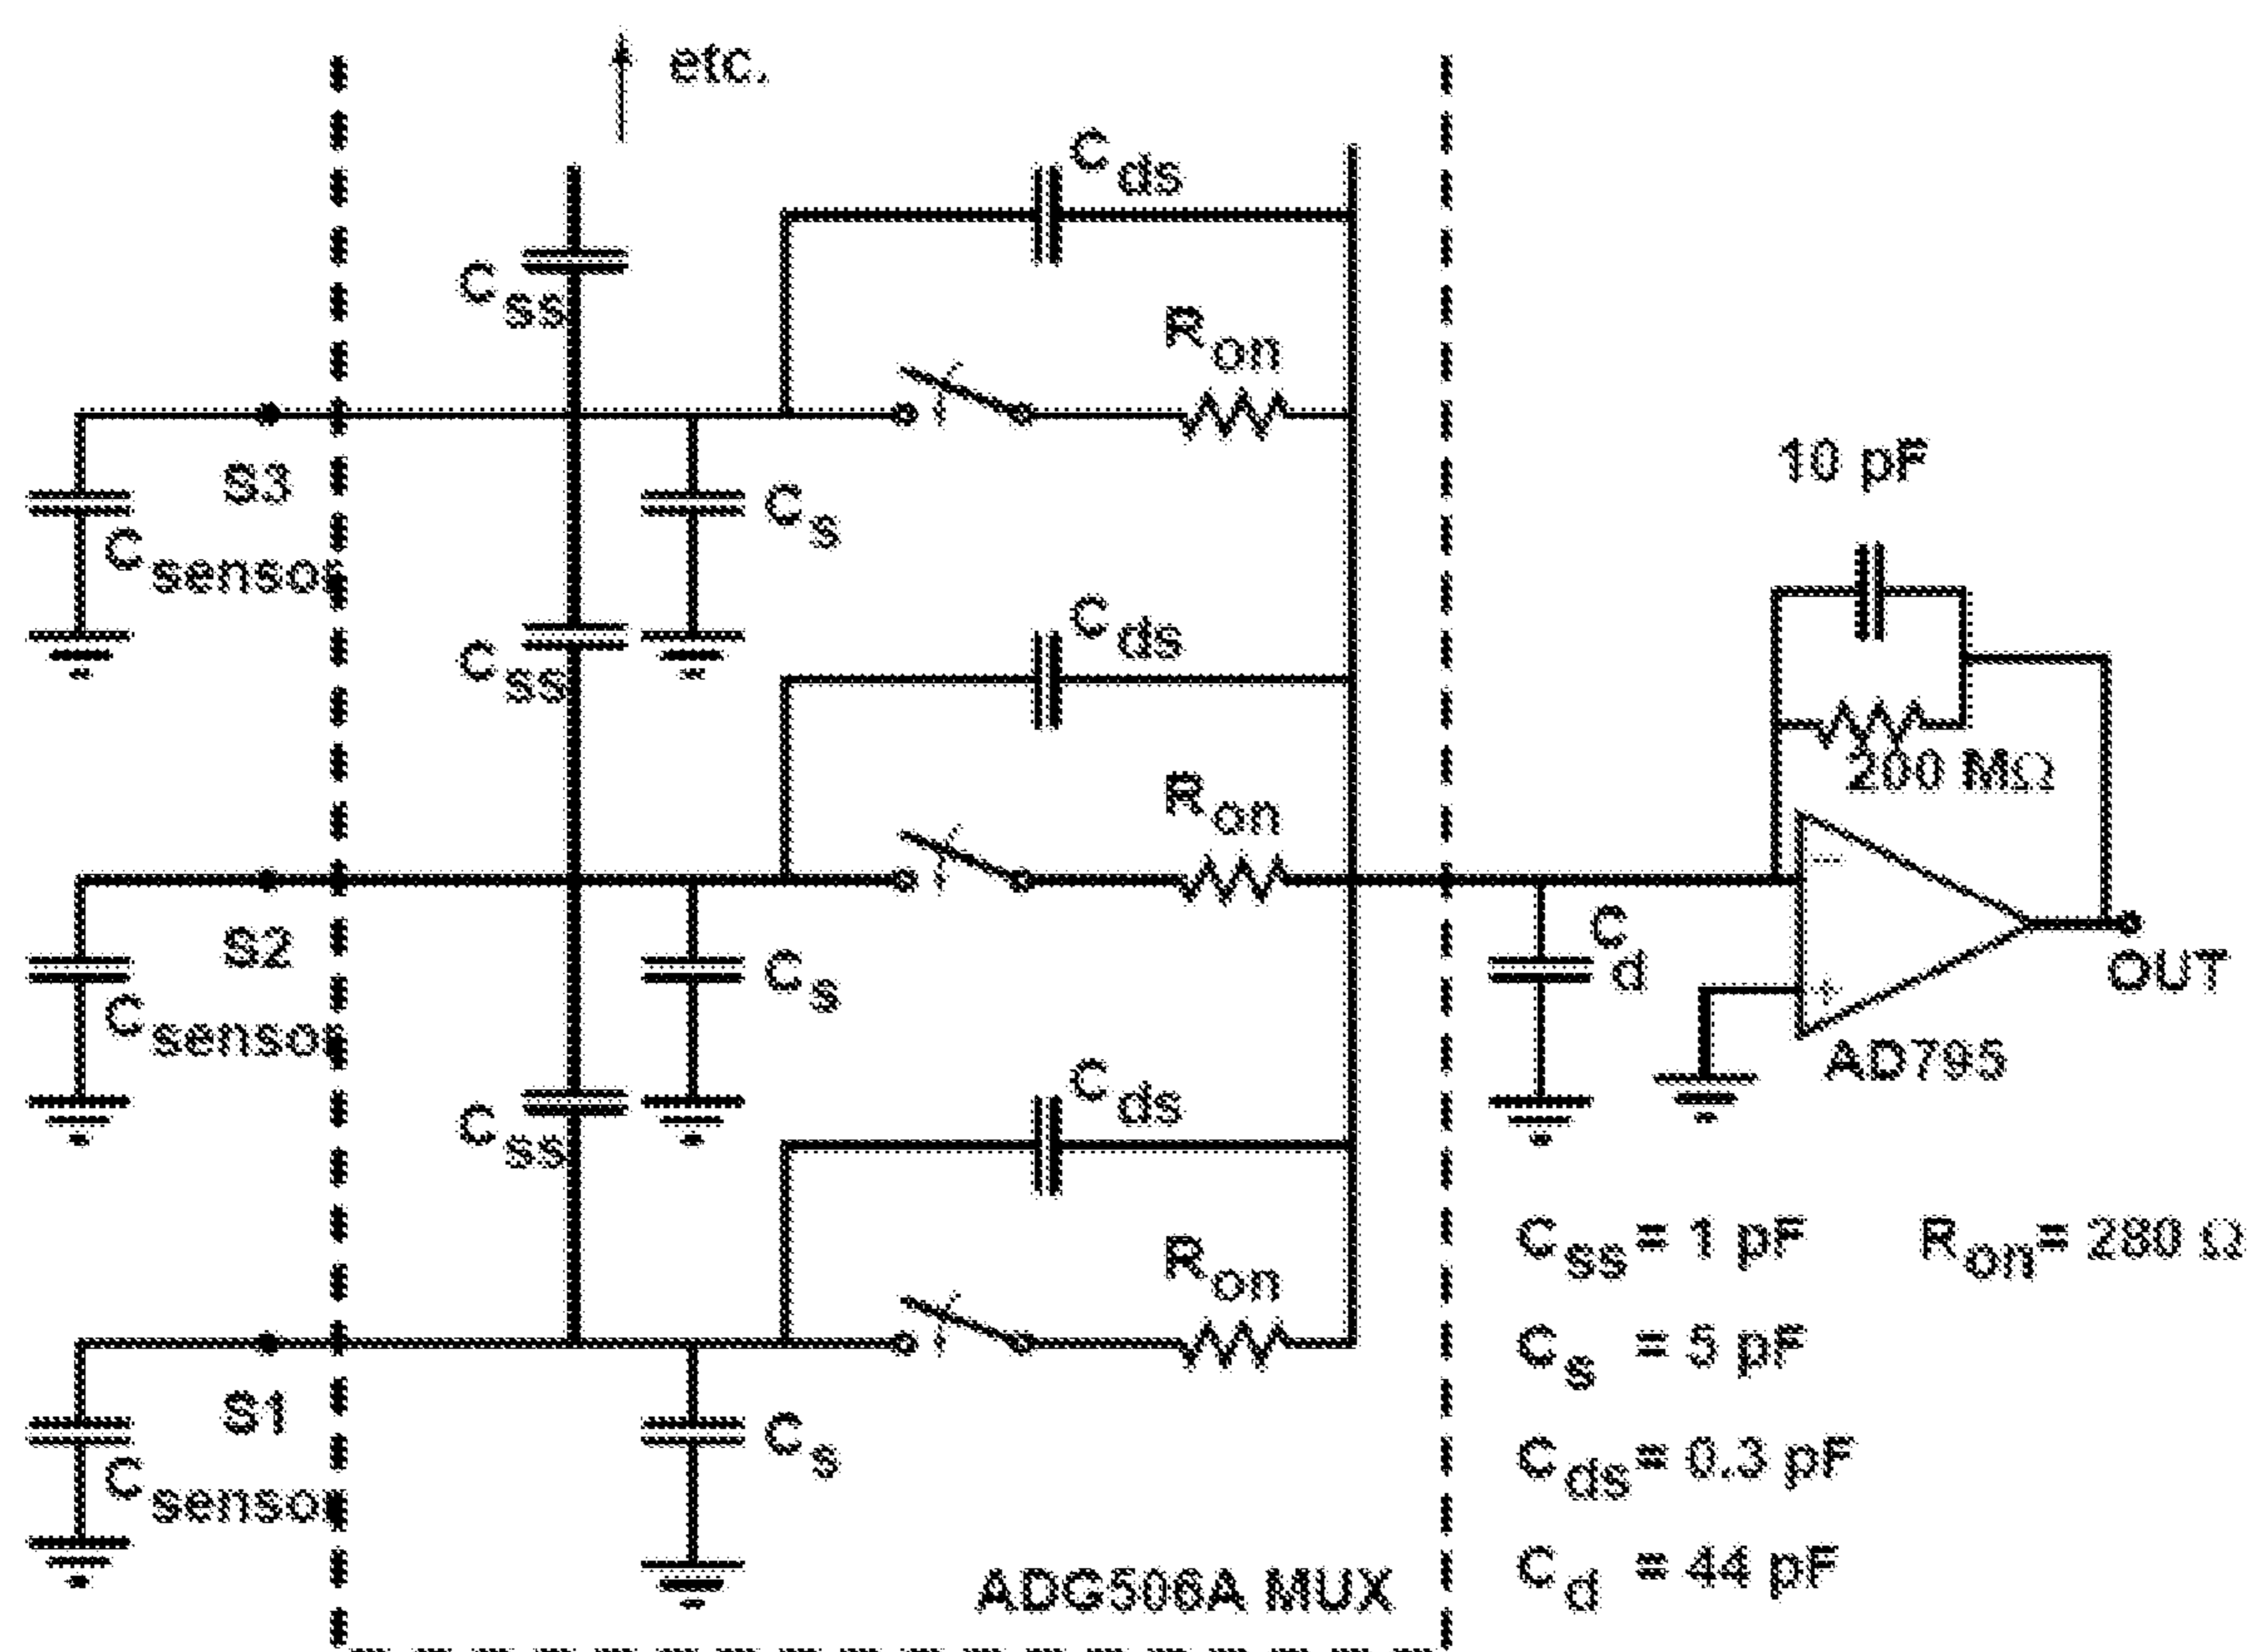 etc.
Cds
Css
Ron
S3
Cs
Csensor
10 pF
Css
Cds
200 MΩ
Ron
S2
Cs
Csensor
Cd
−
+
OUT
AD795
Css
Cds
Ron
S1
Cs
Csensor
Css = 1 pF Ron = 280 Ω
Cs = 5 pF
Cds = 0.3 pF
Cd = 44 pF
ADG506A MUX